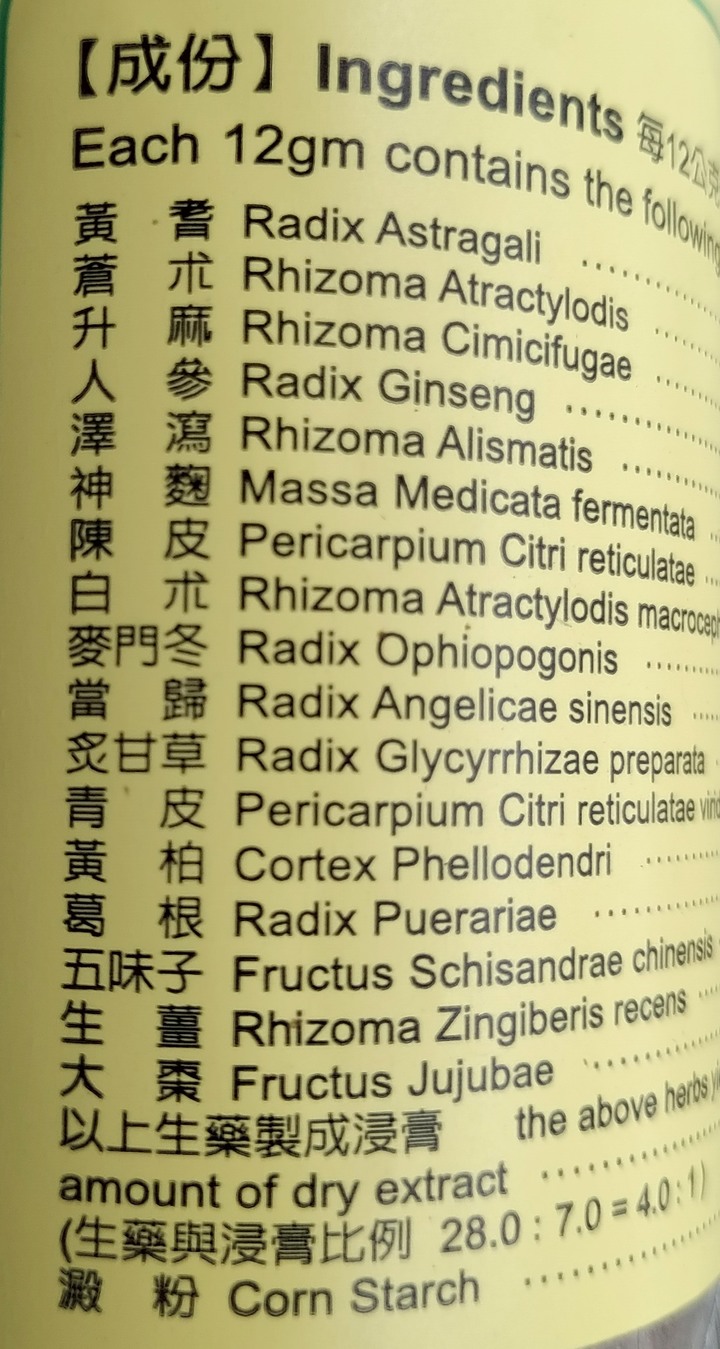 【成份】 Ingredients 每12公克
Each 12gm contains the following
黃 耆 Radix Astragali
蒼 朮 Rhizoma Atractylodis
升 麻 Rhizoma Cimicifugae
人 參 Radix Ginseng
澤 瀉 Rhizoma Alismatis
神 麴 Massa Medicata fermentata
陳 皮 Pericarpium Citri reticulatae
白 朮 Rhizoma Atractylodis
麥門冬 Radix Ophiopogonis
當 歸 Radix Angelicae sinensis
炙甘草 Radix Glycyrrhizae preparata
青 皮 Pericarpium Citri reticulatae
黃 柏 Cortex Phellodendri
葛 根 Radix Puerariae
五味子 Fructus Schisandrae chinensis
生 薑 Rhizoma Zingiberis recens
大 棗 Fructus Jujubae
以上生藥製成浸膏 the above herbs
amount of dry extract
(生藥與浸膏比例 28.0 : 7.0 = 4.0 : 1)
澱 粉 Corn Starch